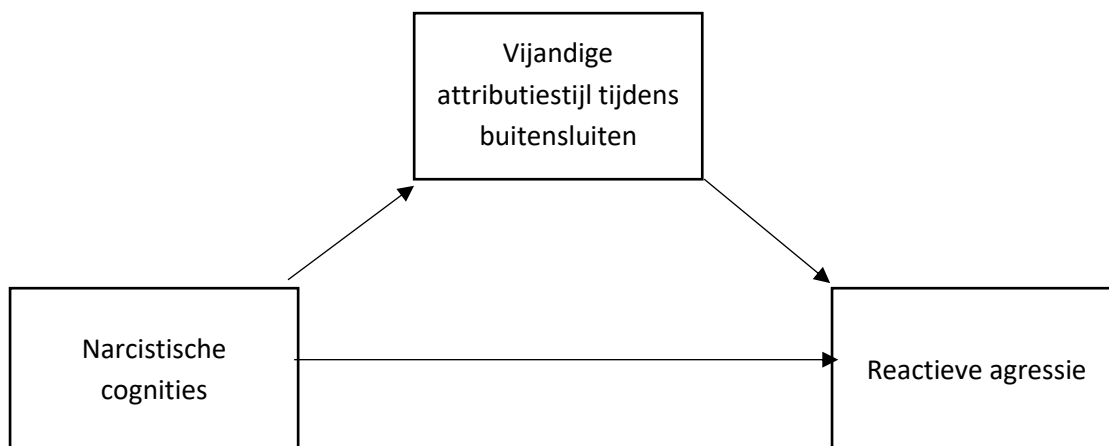 Vijandige
attributiestijl tijdens
buitensluiten
Narcistische
cognities
Reactieve agressie